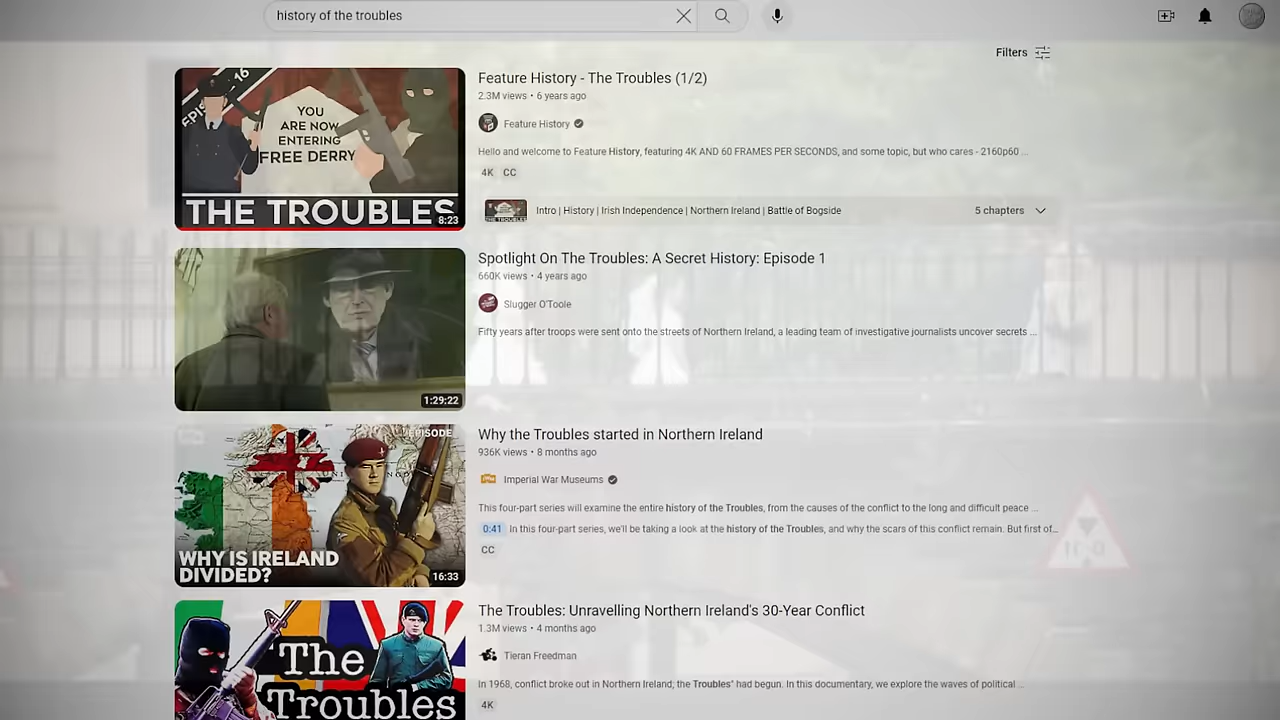 history of the troubles
Filters
EPISODE 16
YOU
ARE NOW
ENTERING
FREE DERRY
THE TROUBLES
8:23
Feature History - The Troubles (1/2)
2.3M views • 6 years ago
Feature History
Hello and welcome to Feature History, featuring 4K AND 60 FRAMES PER SECONDS, and some topic, but who cares - 2160p60 ...
4K CC
Intro | History | Irish Independence | Northern Ireland | Battle of Bogside
5 chapters
1:29:22
Spotlight On The Troubles: A Secret History: Episode 1
660K views • 4 years ago
Slugger O'Toole
Fifty years after troops were sent onto the streets of Northern Ireland, a leading team of investigative journalists uncover secrets ...
EPISODE
WHY IS IRELAND
DIVIDED?
16:33
Why the Troubles started in Northern Ireland
936K views • 8 months ago
Imperial War Museums
This four-part series will examine the entire history of the Troubles, from the causes of the conflict to the long and difficult peace ...
0:41 In this four-part series, we'll be taking a look at the history of the Troubles, and why the scars of this conflict remain. But first of...
CC
The
Troubles
The Troubles: Unravelling Northern Ireland's 30-Year Conflict
1.3M views • 4 months ago
Tieran Freedman
In 1968, conflict broke out in Northern Ireland; the Troubles' had begun. In this documentary, we explore the waves of political ...
4K